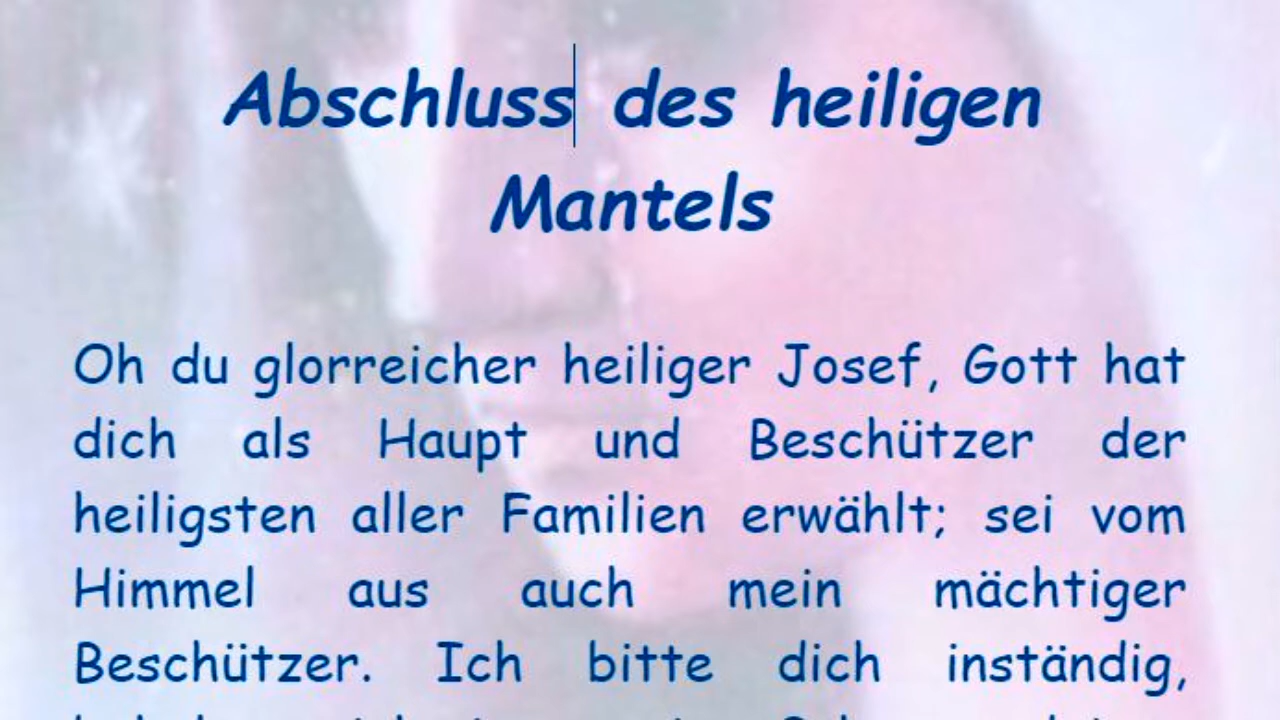 Abschluss des heiligen
Mantels
Oh du glorreicher heiliger Josef, Gott hat
dich als Haupt und Beschützer der
heiligsten aller Familien erwählt; sei vom
Himmel aus auch mein mächtiger
Beschützer. Ich bitte dich inständig,